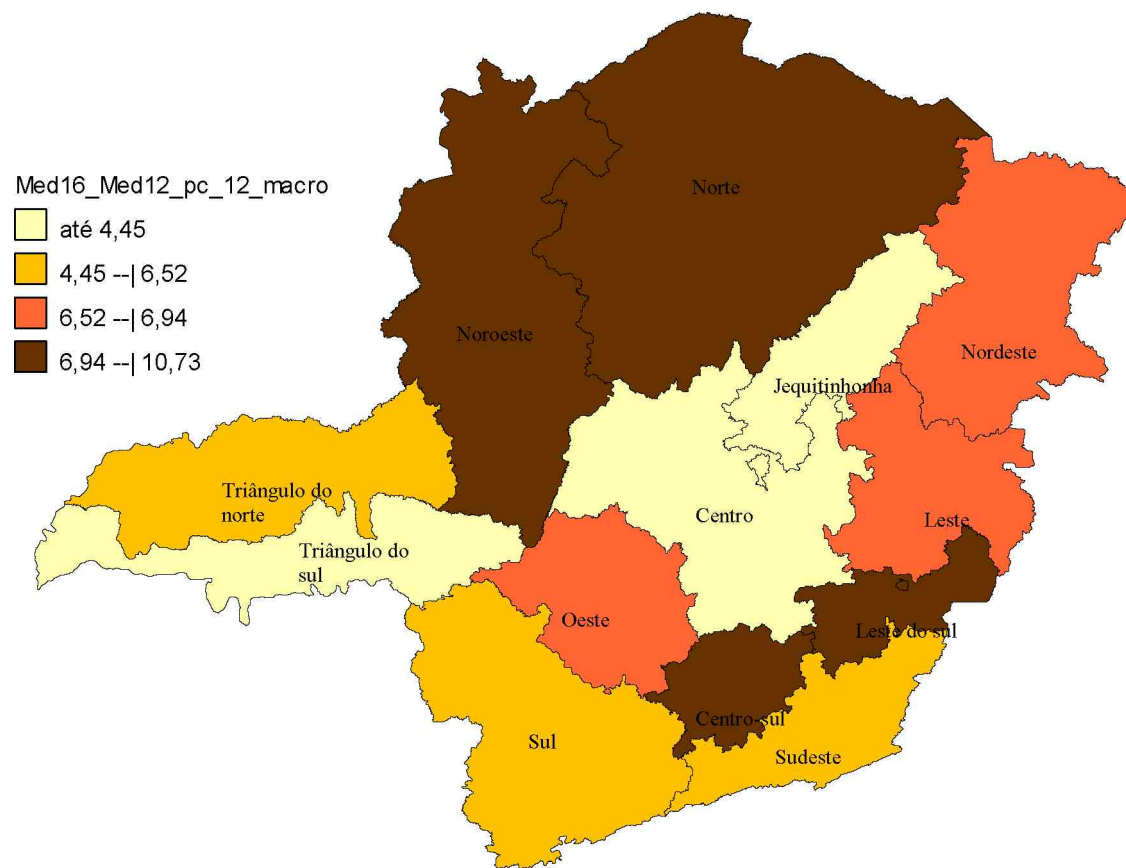 Med16_Med12_pc_12_macro
até 4,45
4,45 --| 6,52
6,52 --| 6,94
6,94 --| 10,73
Norte
Noroeste
Nordeste
Jequitinhonha
Triângulo do
norte
Centro
Leste
Triângulo do
sul
Oeste
Leste do sul
Centro-sul
Sul
Sudeste